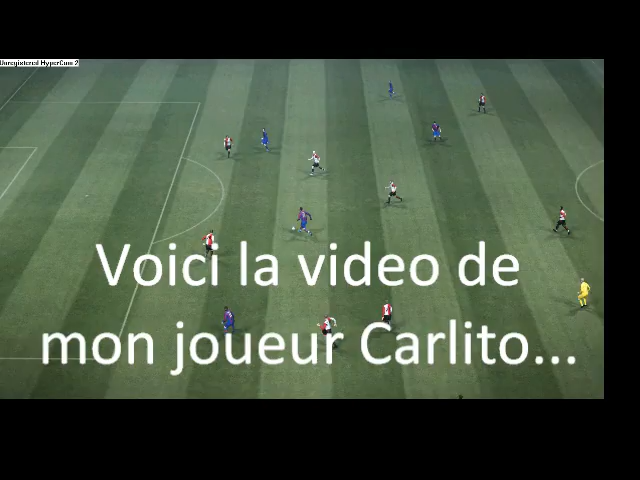 Unregistered HyperCam 2
Voici la video de
mon joueur Carlito...